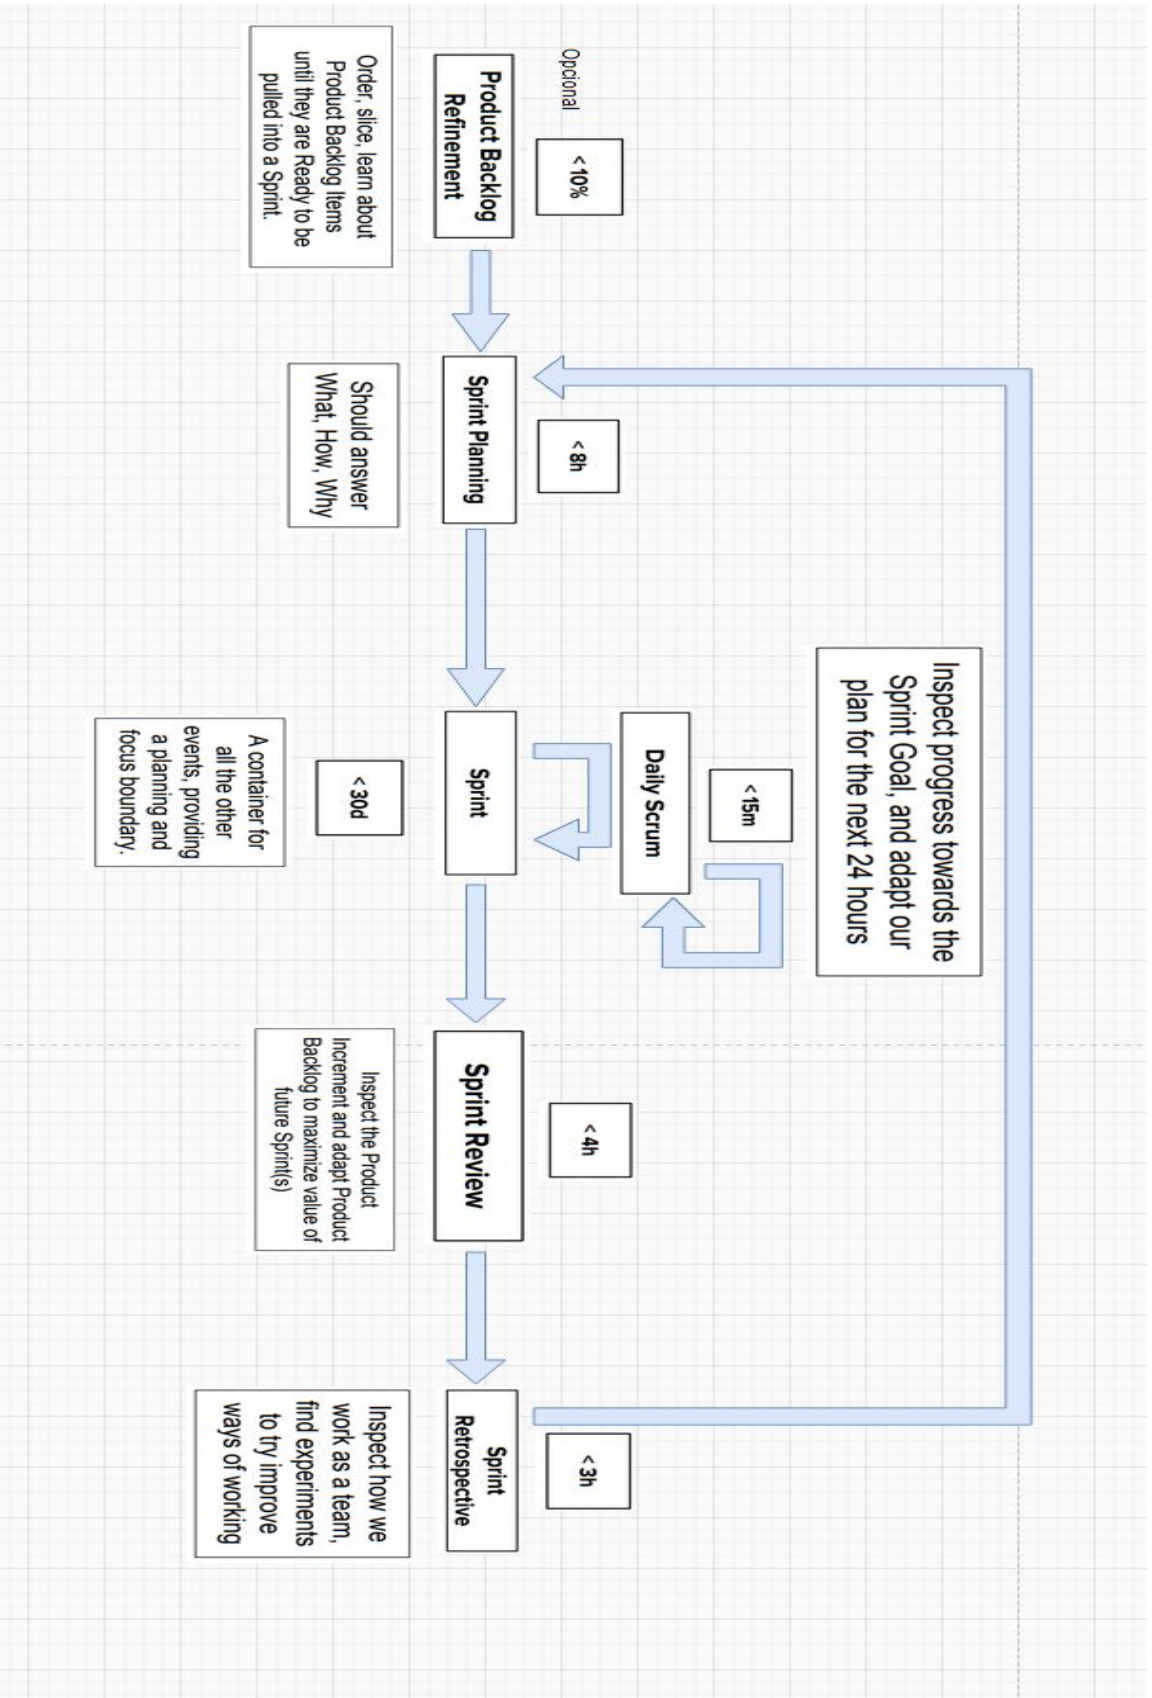 Inspect progress towards the
Sprint Goal, and adapt our
plan for the next 24 hours
<15m
Daily Scrum
Opcional
<10%
Product Backlog
Refinement
Order, slice, learn about
Product Backlog Items
until they are Ready to be
pulled into a Sprint.
<8h
Sprint Planning
Should answer
What, How, Why
Sprint
<30d
A container for
all the other
events, providing
a planning and
focus boundary.
<4h
Sprint Review
Inspect the Product
Increment and adapt Product
Backlog to maximize value of
future Sprint(s)
<3h
Sprint
Retrospective
Inspect how we
work as a team,
find experiments
to try improve
ways of working